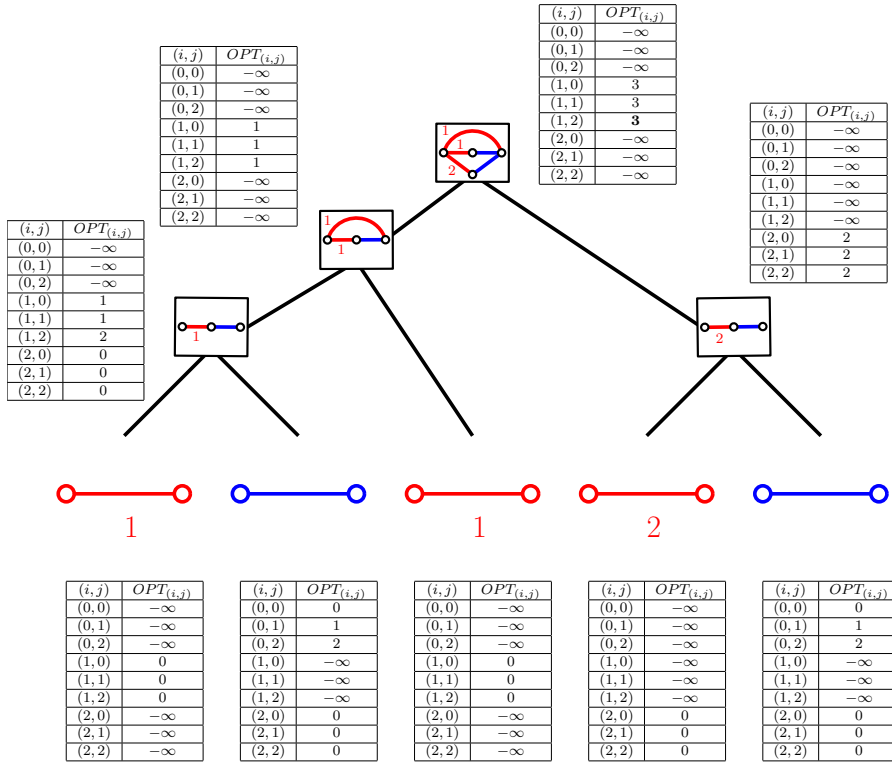 (i, j) OPT(i,j)
(0, 0) −∞
(0, 1) −∞
(0, 2) −∞
(1, 0) 3
(1, 1) 3
(1, 2) 3
(2, 0) −∞
(2, 1) −∞
(2, 2) −∞
(i, j) OPT(i,j)
(0, 0) −∞
(0, 1) −∞
(0, 2) −∞
(1, 0) 1
(1, 1) 1
(1, 2) 1
(2, 0) −∞
(2, 1) −∞
(2, 2) −∞
(i, j) OPT(i,j)
(0, 0) −∞
(0, 1) −∞
(0, 2) −∞
(1, 0) −∞
(1, 1) −∞
(1, 2) −∞
(2, 0) 2
(2, 1) 2
(2, 2) 2
1
1
2
1
1
(i, j) OPT(i,j)
(0, 0) −∞
(0, 1) −∞
(0, 2) −∞
(1, 0) 1
(1, 1) 1
(1, 2) 2
(2, 0) 0
(2, 1) 0
(2, 2) 0
1
2
1
1
2
(i, j) OPT(i,j)
(0, 0) −∞
(0, 1) −∞
(0, 2) −∞
(1, 0) 0
(1, 1) 0
(1, 2) 0
(2, 0) −∞
(2, 1) −∞
(2, 2) −∞
(i, j) OPT(i,j)
(0, 0) 0
(0, 1) 1
(0, 2) 2
(1, 0) −∞
(1, 1) −∞
(1, 2) −∞
(2, 0) 0
(2, 1) 0
(2, 2) 0
(i, j) OPT(i,j)
(0, 0) −∞
(0, 1) −∞
(0, 2) −∞
(1, 0) 0
(1, 1) 0
(1, 2) 0
(2, 0) −∞
(2, 1) −∞
(2, 2) −∞
(i, j) OPT(i,j)
(0, 0) −∞
(0, 1) −∞
(0, 2) −∞
(1, 0) −∞
(1, 1) −∞
(1, 2) −∞
(2, 0) 0
(2, 1) 0
(2, 2) 0
(i, j) OPT(i,j)
(0, 0) 0
(0, 1) 1
(0, 2) 2
(1, 0) −∞
(1, 1) −∞
(1, 2) −∞
(2, 0) 0
(2, 1) 0
(2, 2) 0